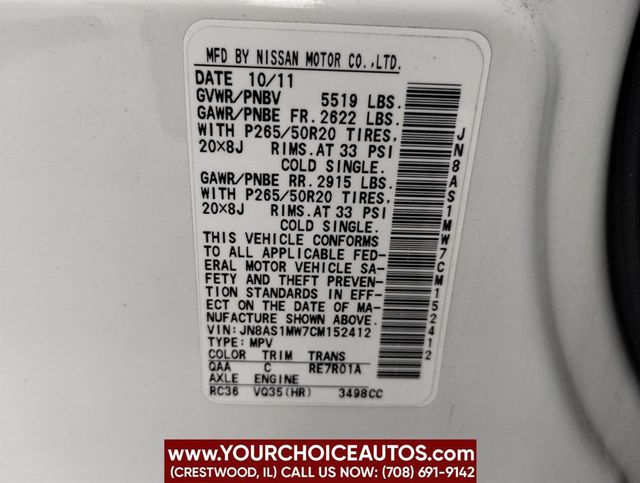 MFD BY NISSAN MOTOR CO.,LTD.
DATE 10/11
GVWR/PNBV 5519 LBS.
GAWR/PNBE FR. 2622 LBS.
WITH P265/50R20 TIRES,
20×8J RIMS. AT 33 PSI
COLD SINGLE.
GAWR/PNBE RR. 2915 LBS.
WITH P265/50R20 TIRES,
20×8J RIMS. AT 33 PSI
COLD SINGLE.
THIS VEHICLE CONFORMS
TO ALL APPLICABLE FED-
ERAL MOTOR VEHICLE SA-
FETY AND THEFT PREVEN-
TION STANDARDS IN EFF-
ECT ON THE DATE OF MA-
NUFACTURE SHOWN ABOVE.
VIN: JN8AS1MW7CM152412
TYPE: MPV
COLOR TRIM TRANS
QAA C RE7R01A
AXLE ENGINE
RC36 VQ35(HR) 3498CC
JN8AS1MW7CM152412
WWW.YOURCHOICEAUTOS.COM
(CRESTWOOD, IL) CALL US NOW: (708) 691-9142